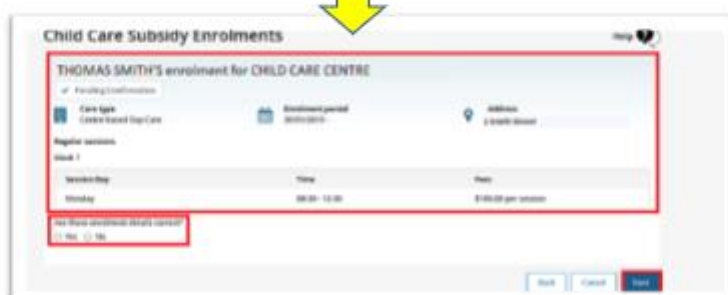 Child Care Subsidy Enrolments
Help
THOMAS SMITH'S enrolment for CHILD CARE CENTRE
Pending Confirmation
Care type
Centre Based Day Care
Enrolment period
Address
Regular sessions
Week 1
Session Day
Time
Fees
Monday
$100.00 per session
Are these enrolment details correct?
Yes
No
Back
Cancel
Next